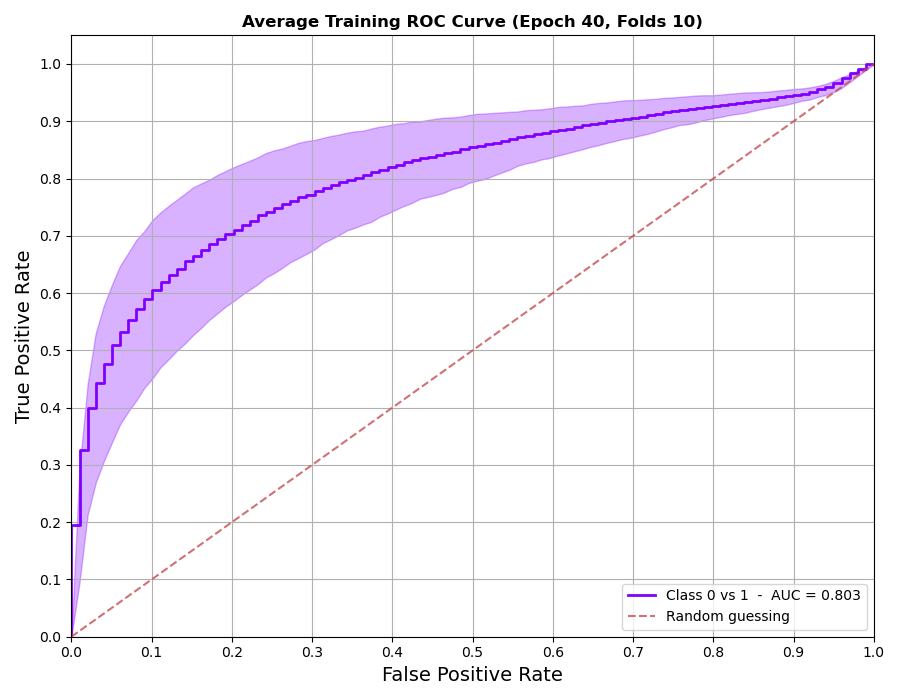 Average Training ROC Curve (Epoch 40, Folds 10)
True Positive Rate
1.0
0.9
0.8
0.7
0.6
0.5
0.4
0.3
0.2
0.1
0.0
Class 0 vs 1 - AUC = 0.803
Random guessing
0.0 0.1 0.2 0.3 0.4 0.5 0.6 0.7 0.8 0.9 1.0
False Positive Rate